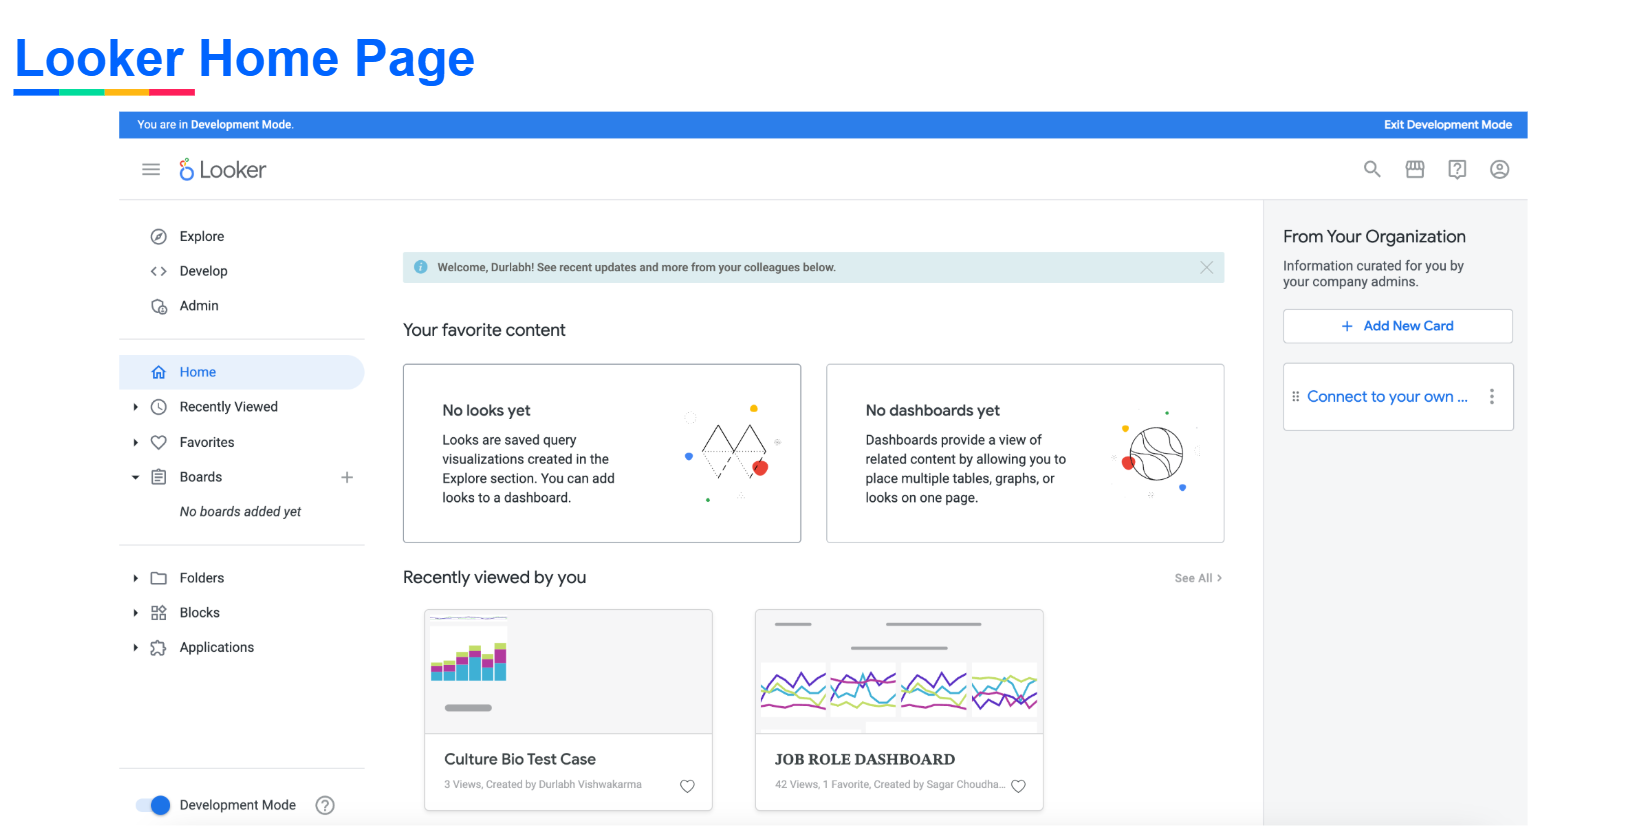 Looker Home Page
You are in Development Mode.
Exit Development Mode
Looker
Explore
Develop
Admin
Home
Recently Viewed
Favorites
Boards
No boards added yet
Folders
Blocks
Applications
Development Mode
Welcome, Durlabh! See recent updates and more from your colleagues below.
Your favorite content
No looks yet
Looks are saved query
visualizations created in the
Explore section. You can add
looks to a dashboard.
No dashboards yet
Dashboards provide a view of
related content by allowing you to
place multiple tables, graphs, or
looks on one page.
Recently viewed by you
See All >
Culture Bio Test Case
3 Views, Created by Durlabh Vishwakarma
JOB ROLE DASHBOARD
42 Views, 1 Favorite, Created by Sagar Choudha...
From Your Organization
Information curated for you by
your company admins.
+ Add New Card
Connect to your own ...